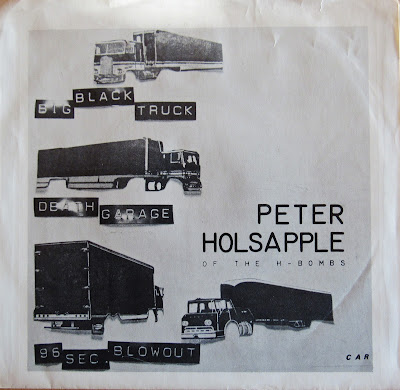 BIG BLACK TRUCK
DEATH GARAGE
PETER
HOLSAPPLE
OF THE H-BOMBS
96 SEC. BLOWOUT
CAR